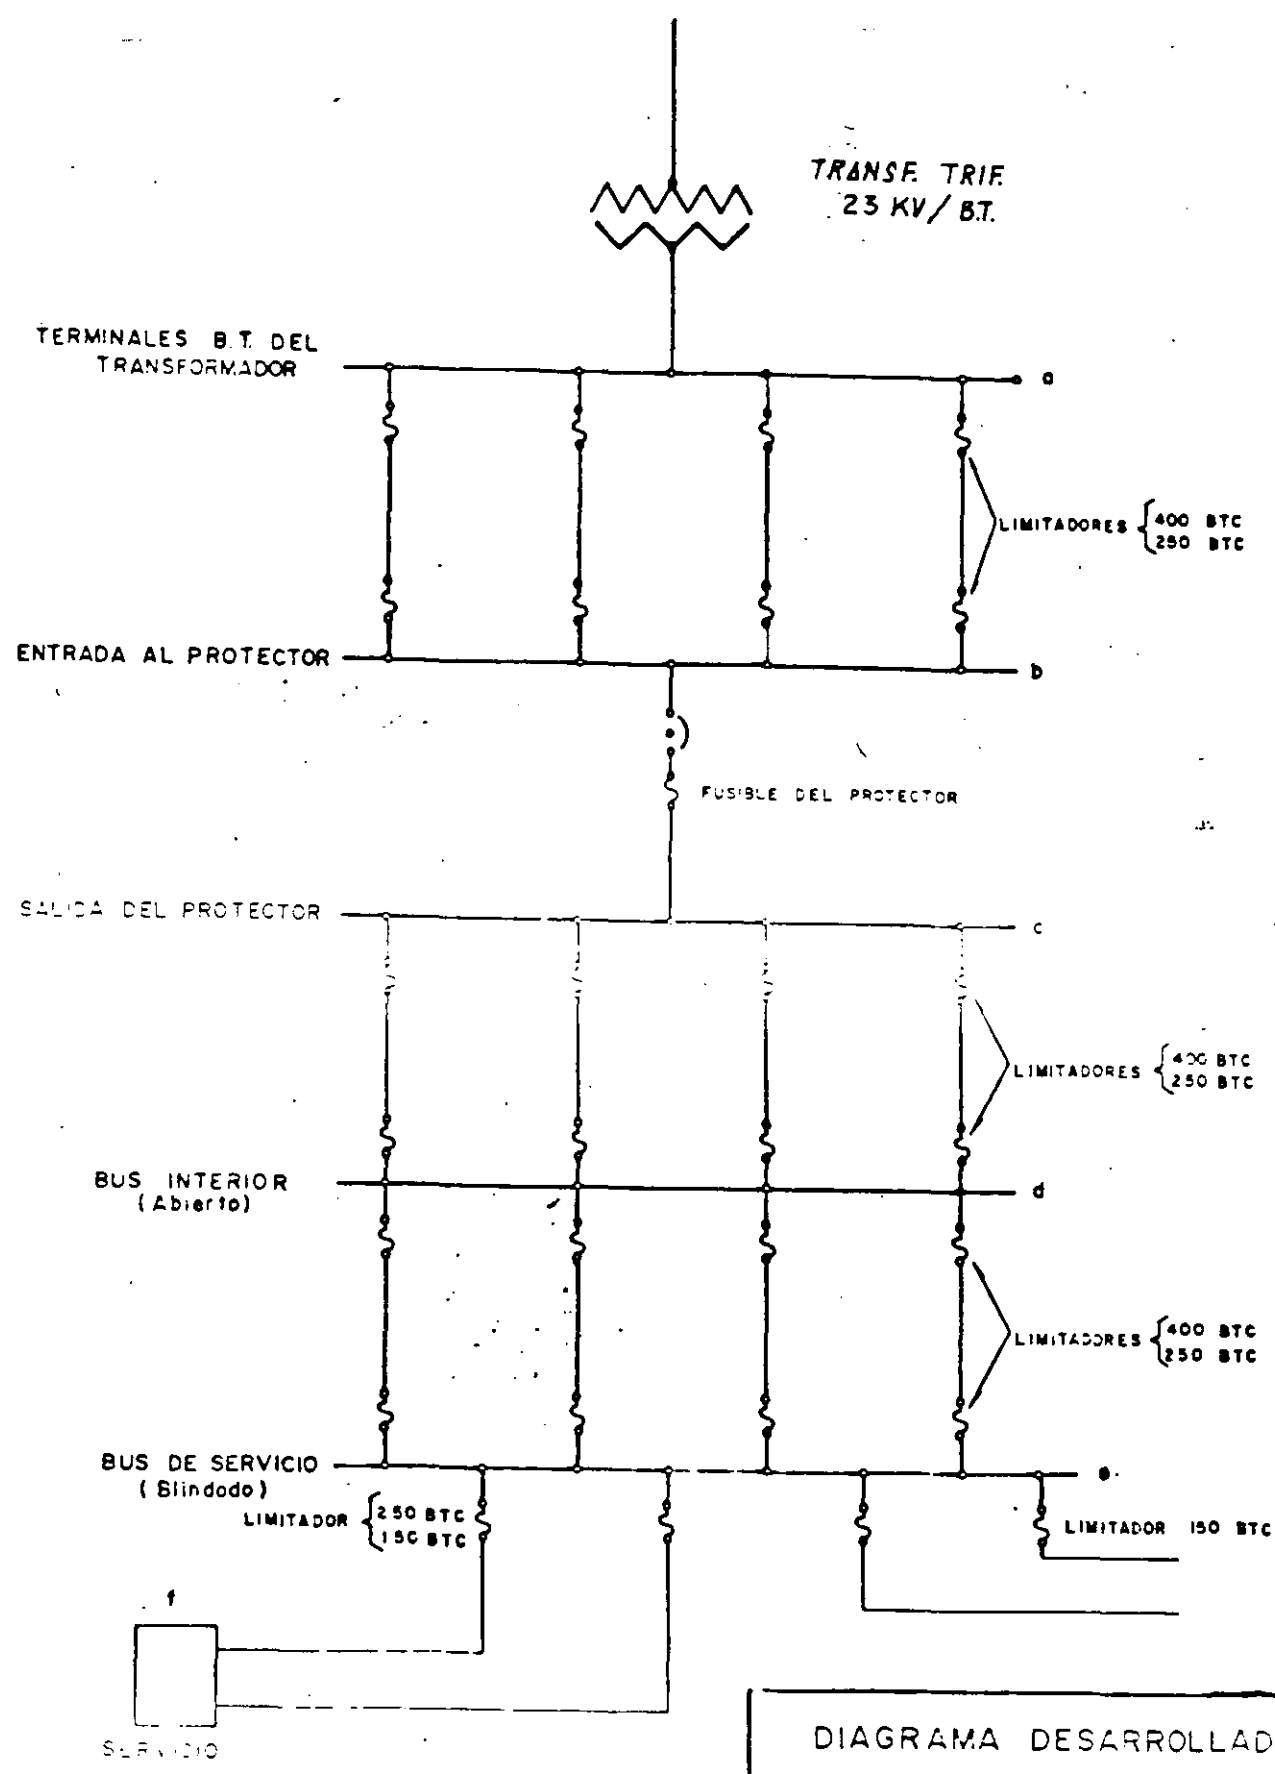 TRANSF. TRIF.
23 KV/B.T.
TERMINALES B.T. DEL
TRANSFORMADOR
a
LIMITADORES { 400 BTC
250 BTC
ENTRADA AL PROTECTOR
b
FUSIBLE DEL PROTECTOR
SALIDA DEL PROTECTOR
c
LIMITADORES { 400 BTC
250 BTC
BUS INTERIOR
(Abierto)
d
LIMITADORES { 400 BTC
250 BTC
BUS DE SERVICIO
(Blindado)
e
LIMITADOR { 250 BTC
150 BTC
LIMITADOR 150 BTC
f
SERVICIO
DIAGRAMA DESARROLLAD